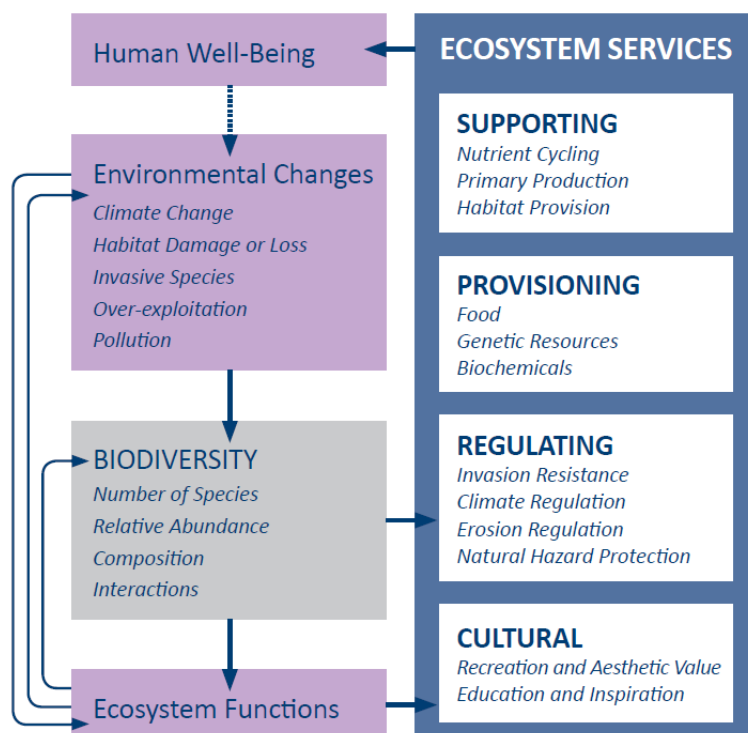 Human Well-Being
Environmental Changes
Climate Change
Habitat Damage or Loss
Invasive Species
Over-exploitation
Pollution
BIODIVERSITY
Number of Species
Relative Abundance
Composition
Interactions
Ecosystem Functions
ECOSYSTEM SERVICES
SUPPORTING
Nutrient Cycling
Primary Production
Habitat Provision
PROVISIONING
Food
Genetic Resources
Biochemicals
REGULATING
Invasion Resistance
Climate Regulation
Erosion Regulation
Natural Hazard Protection
CULTURAL
Recreation and Aesthetic Value
Education and Inspiration